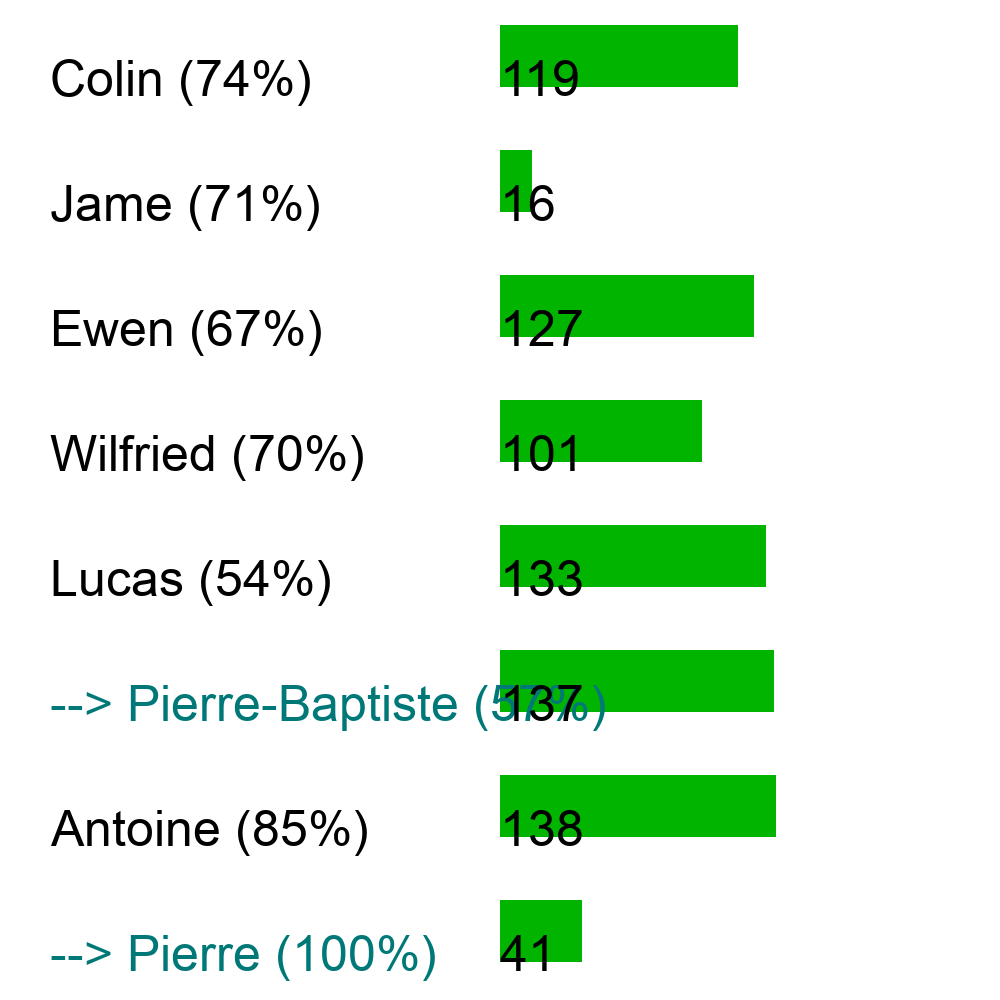 Colin (74%) 119
Jame (71%) 16
Ewen (67%) 127
Wilfried (70%) 101
Lucas (54%) 133
--> Pierre-Baptiste (57%) 137
Antoine (85%) 138
--> Pierre (100%) 41